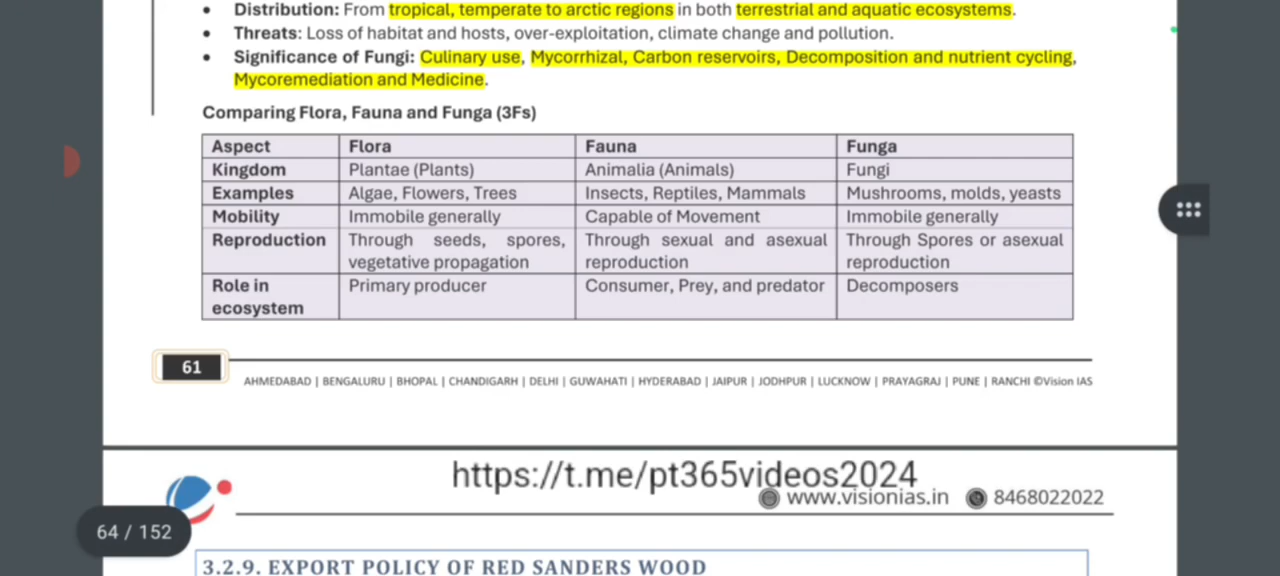 • Distribution: From tropical, temperate to arctic regions in both terrestrial and aquatic ecosystems.
• Threats: Loss of habitat and hosts, over-exploitation, climate change and pollution.
• Significance of Fungi: Culinary use, Mycorrhizal, Carbon reservoirs, Decomposition and nutrient cycling,
Mycoremediation and Medicine.
Comparing Flora, Fauna and Funga (3Fs)
Aspect Flora Fauna Funga
Kingdom Plantae (Plants) Animalia (Animals) Fungi
Examples Algae, Flowers, Trees Insects, Reptiles, Mammals Mushrooms, molds, yeasts
Mobility Immobile generally Capable of Movement Immobile generally
Reproduction Through seeds, spores, Through sexual and asexual Through Spores or asexual
vegetative propagation reproduction reproduction
Role in Primary producer Consumer, Prey, and predator Decomposers
ecosystem
61
AHMEDABAD | BENGALURU | BHOPAL | CHANDIGARH | DELHI | GUWAHATI | HYDERABAD | JAIPUR | JODHPUR | LUCKNOW | PRAYAGRAJ | PUNE | RANCHI ©Vision IAS
https://t.me/pt365videos2024
www.visionias.in 8468022022
64 / 152
3.2.9. EXPORT POLICY OF RED SANDERS WOOD